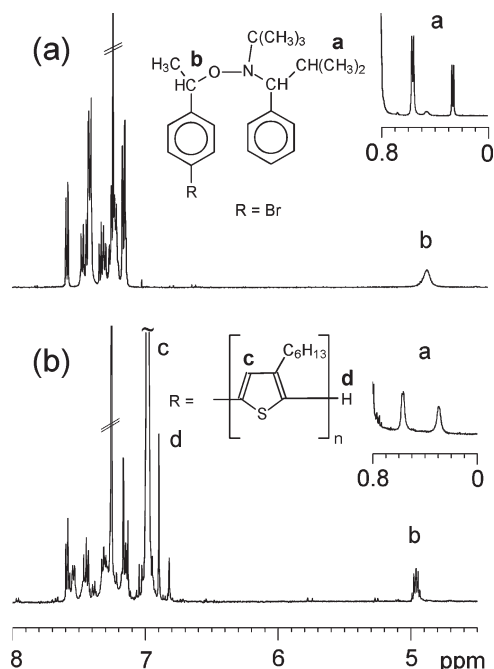 (a)
C(CH3)3
a
H3C b O N CH(CH3)2
CH CH
R
R = Br
a
0.8 0
b
(b)
c
c C6H13
d
R = H
S
n
d
a
0.8 0
b
8 7 6 5 ppm